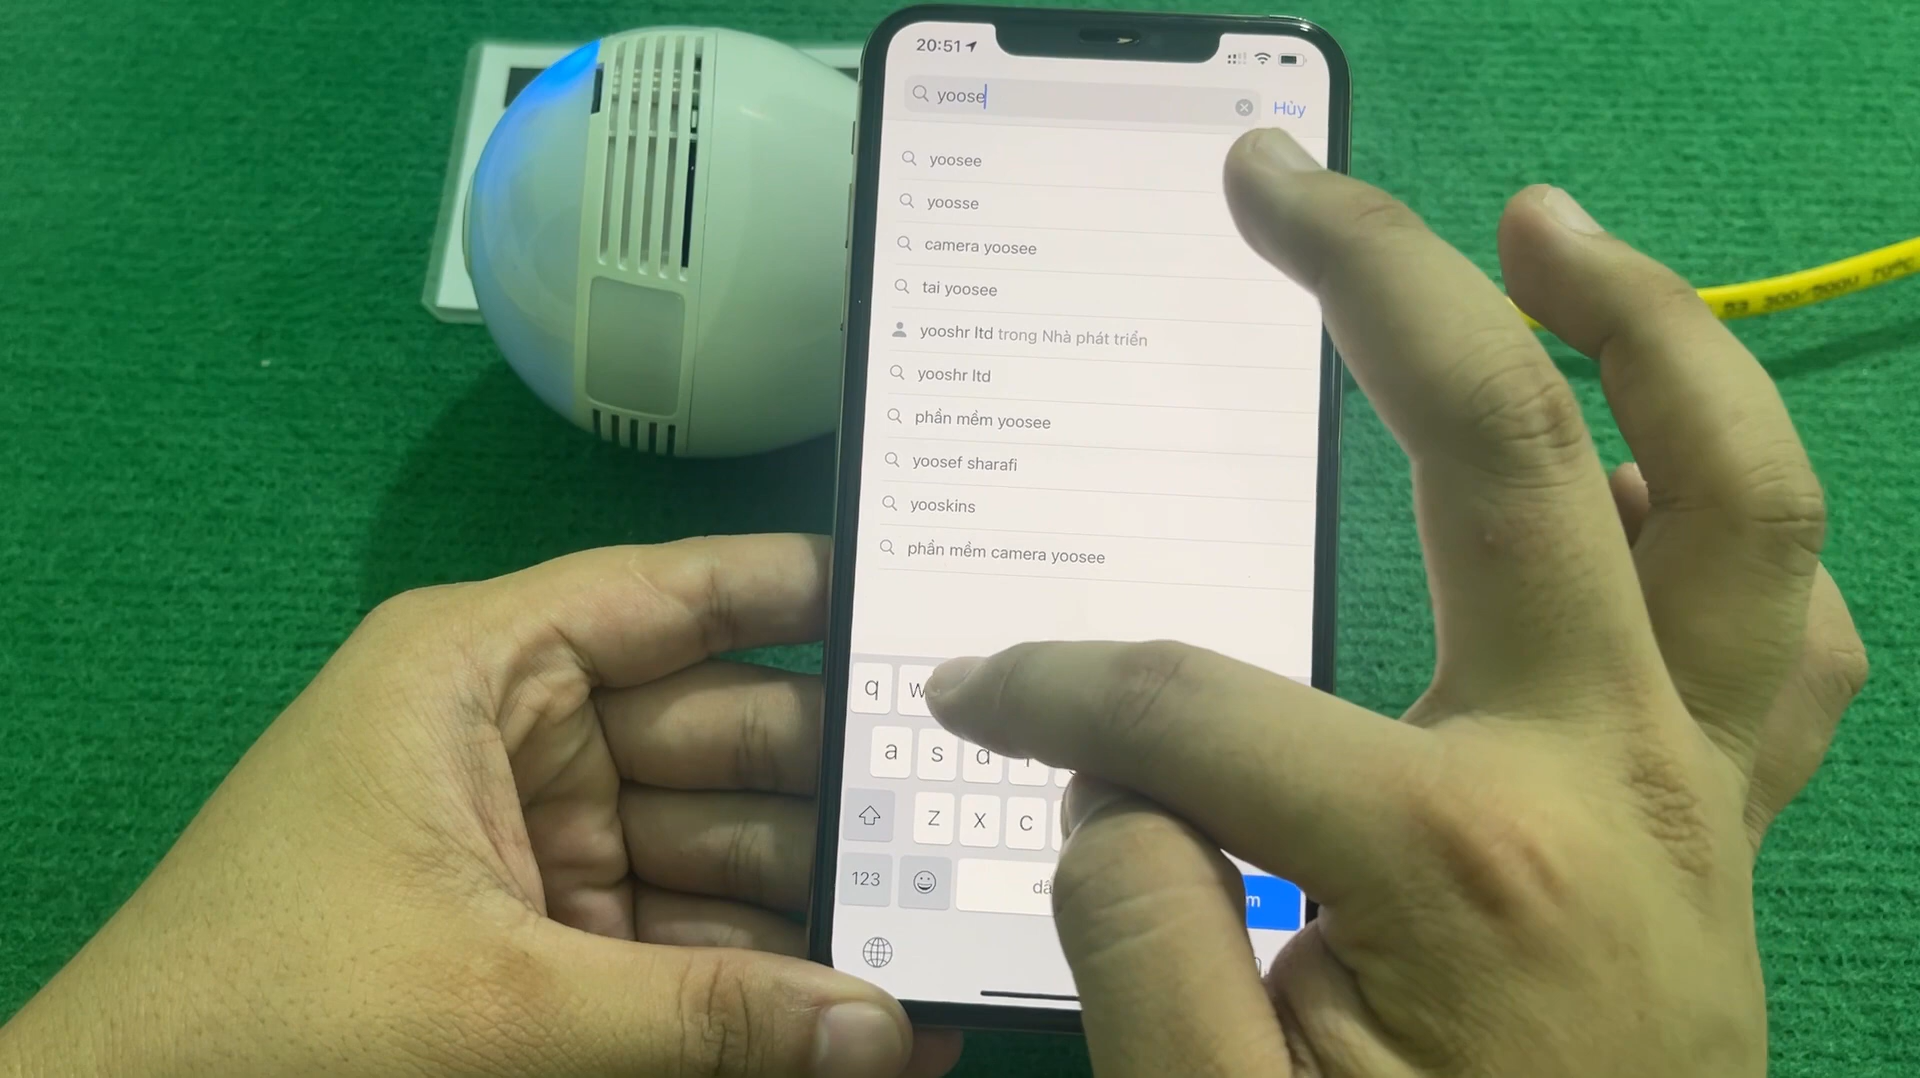 20:51
yoose
Hủy
yoosee
yoosse
camera yoosee
tai yoosee
yooshr ltd trong Nhà phát triển
yooshr ltd
phần mềm yoosee
yoosef sharafi
yooskins
phần mềm camera yoosee
q w
a s d f
z x c
123 dấ m